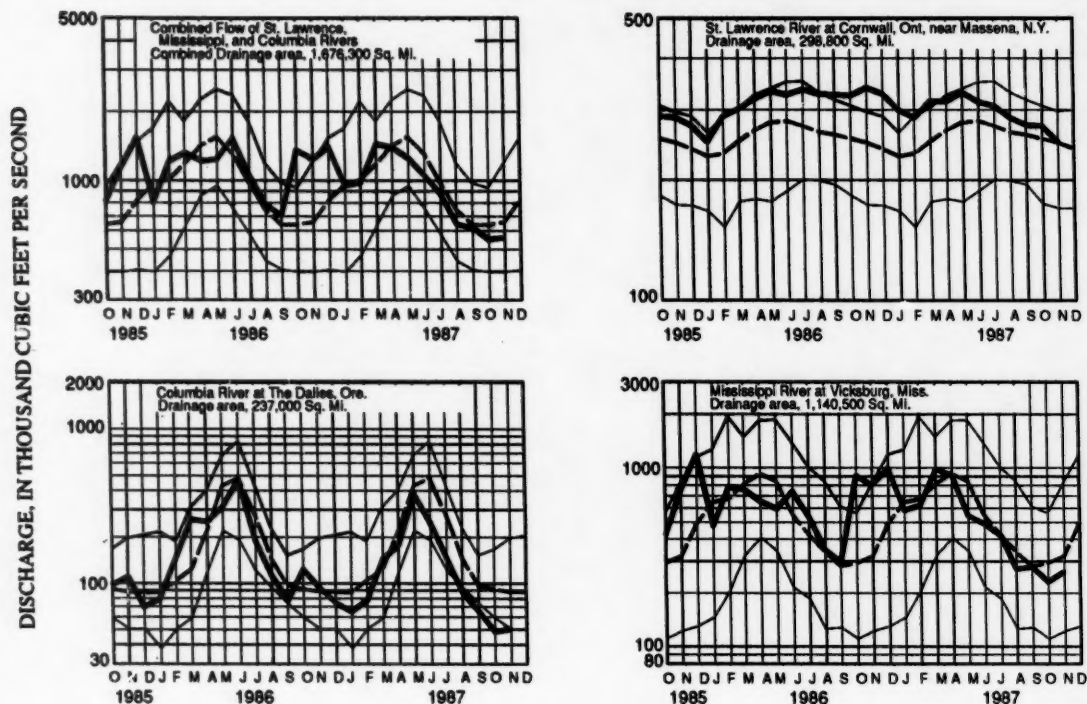 DISCHARGE, IN THOUSAND CUBIC FEET PER SECOND
5000
1000
300
Combined Flow of St. Lawrence,
Mississippi, and Columbia Rivers
Combined Drainage area, 1,676,300 Sq. Mi.
O N D J F M A M J J A S O N D J F M A M J J A S O N D
1985 1986 1987
500
100
St. Lawrence River at Cornwall, Ont, near Massena, N.Y.
Drainage area, 298,800 Sq. Mi.
O N D J F M A M J J A S O N D J F M A M J J A S O N D
1985 1986 1987
2000
1000
100
30
Columbia River at The Dalles, Ore.
Drainage area, 237,000 Sq. Mi.
O N D J F M A M J J A S O N D J F M A M J J A S O N D
1985 1986 1987
3000
1000
100
80
Mississippi River at Vicksburg, Miss.
Drainage area, 1,140,500 Sq. Mi.
O N D J F M A M J J A S O N D J F M A M J J A S O N D
1985 1986 1987